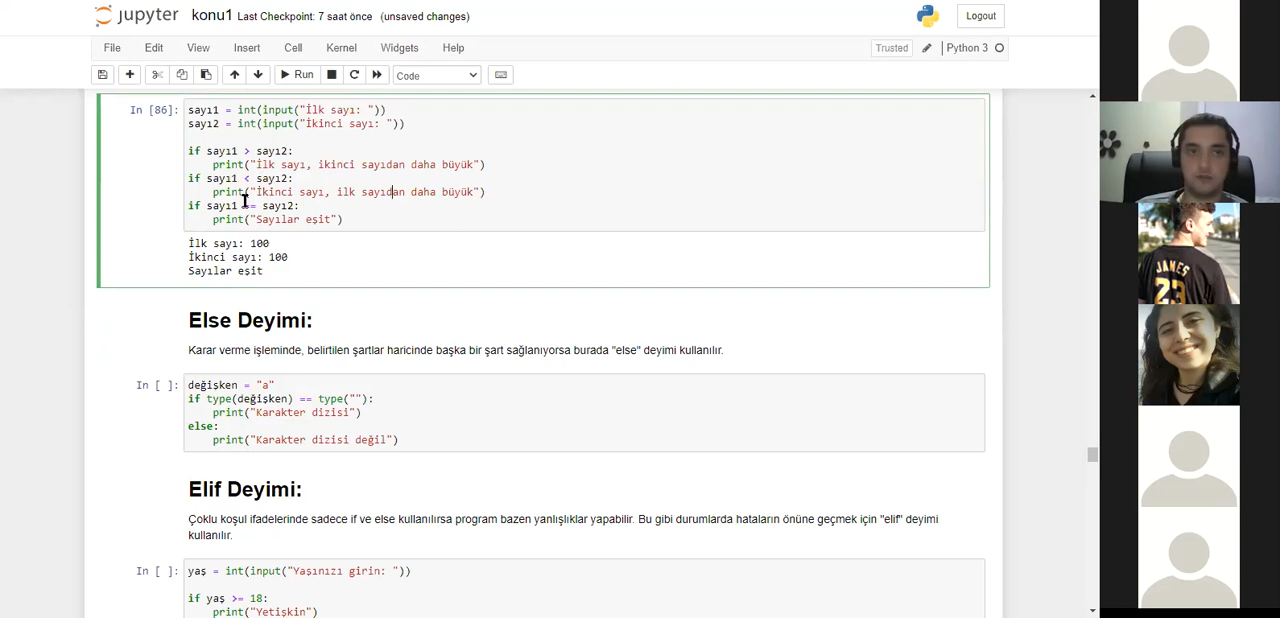 jupyter konu1 Last Checkpoint: 7 saat önce (unsaved changes) Logout
File Edit View Insert Cell Kernel Widgets Help Trusted Python 3
Run Code
In [86]: sayı1 = int(input("İlk sayı: "))
sayı2 = int(input("İkinci sayı: "))
if sayı1 > sayı2:
print("İlk sayı, ikinci sayıdan daha büyük")
if sayı1 < sayı2:
print("İkinci sayı, ilk sayıdan daha büyük")
if sayı1 == sayı2:
print("Sayılar eşit")
İlk sayı: 100
İkinci sayı: 100
Sayılar eşit
Else Deyimi:
Karar verme işleminde, belirtilen şartlar haricinde başka bir şart sağlanıyorsa burada "else" deyimi kullanılır.
In [ ]: değişken = "a"
if type(değişken) == type(""):
print("Karakter dizisi")
else:
print("Karakter dizisi değil")
Elif Deyimi:
Çoklu koşul ifadelerinde sadece if ve else kullanılırsa program bazen yanlışlıklar yapabilir. Bu gibi durumlarda hataların önüne geçmek için "elif" deyimi
kullanılır.
In [ ]: yaş = int(input("Yaşınızı girin: "))
if yaş >= 18:
print("Yetişkin")
JAMES
23